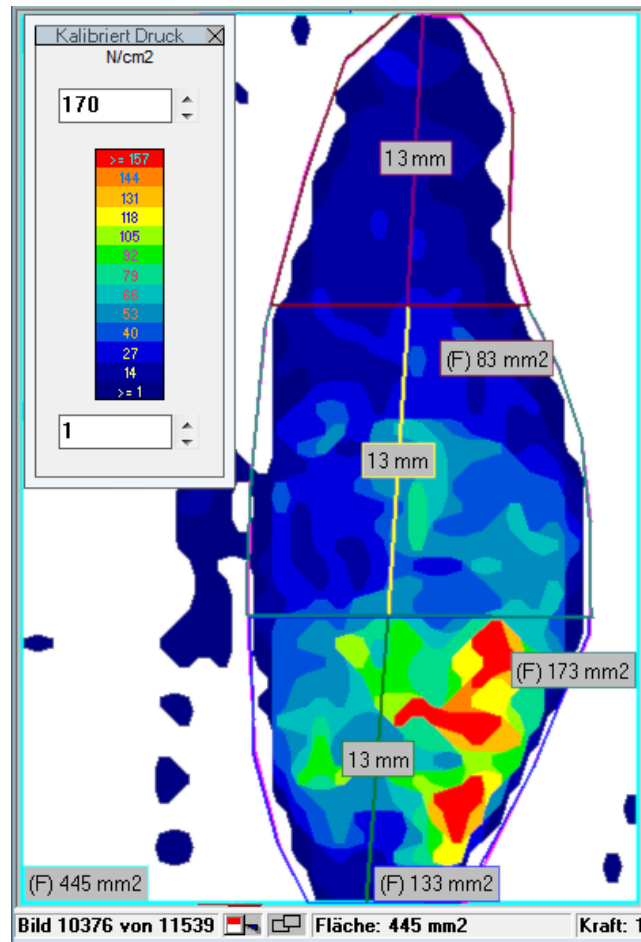 Kalibriert Druck
N/cm2
170
>= 157
144
131
118
105
92
79
66
53
40
27
14
>= 1
1
13 mm
(F) 83 mm2
13 mm
(F) 173 mm2
13 mm
(F) 445 mm2
(F) 133 mm2
Bild 10376 von 11539
Fläche: 445 mm2
Kraft: 1